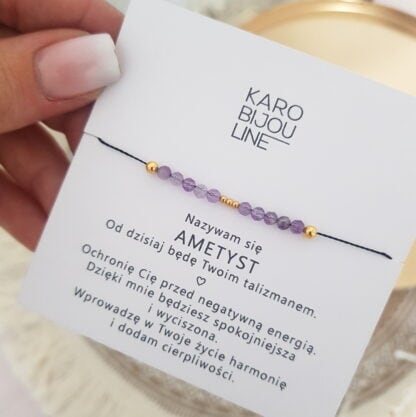 KARO
BIJOU
LINE
Nazywam się
AMETYST
Od dzisiaj będę Twoim talizmanem.
♡
Ochronię Cię przed negatywną energią.
Dzięki mnie będziesz spokojniejsza
i wyciszona.
Wprowadzę w Twoje życie harmonię
i dodam cierpliwości.